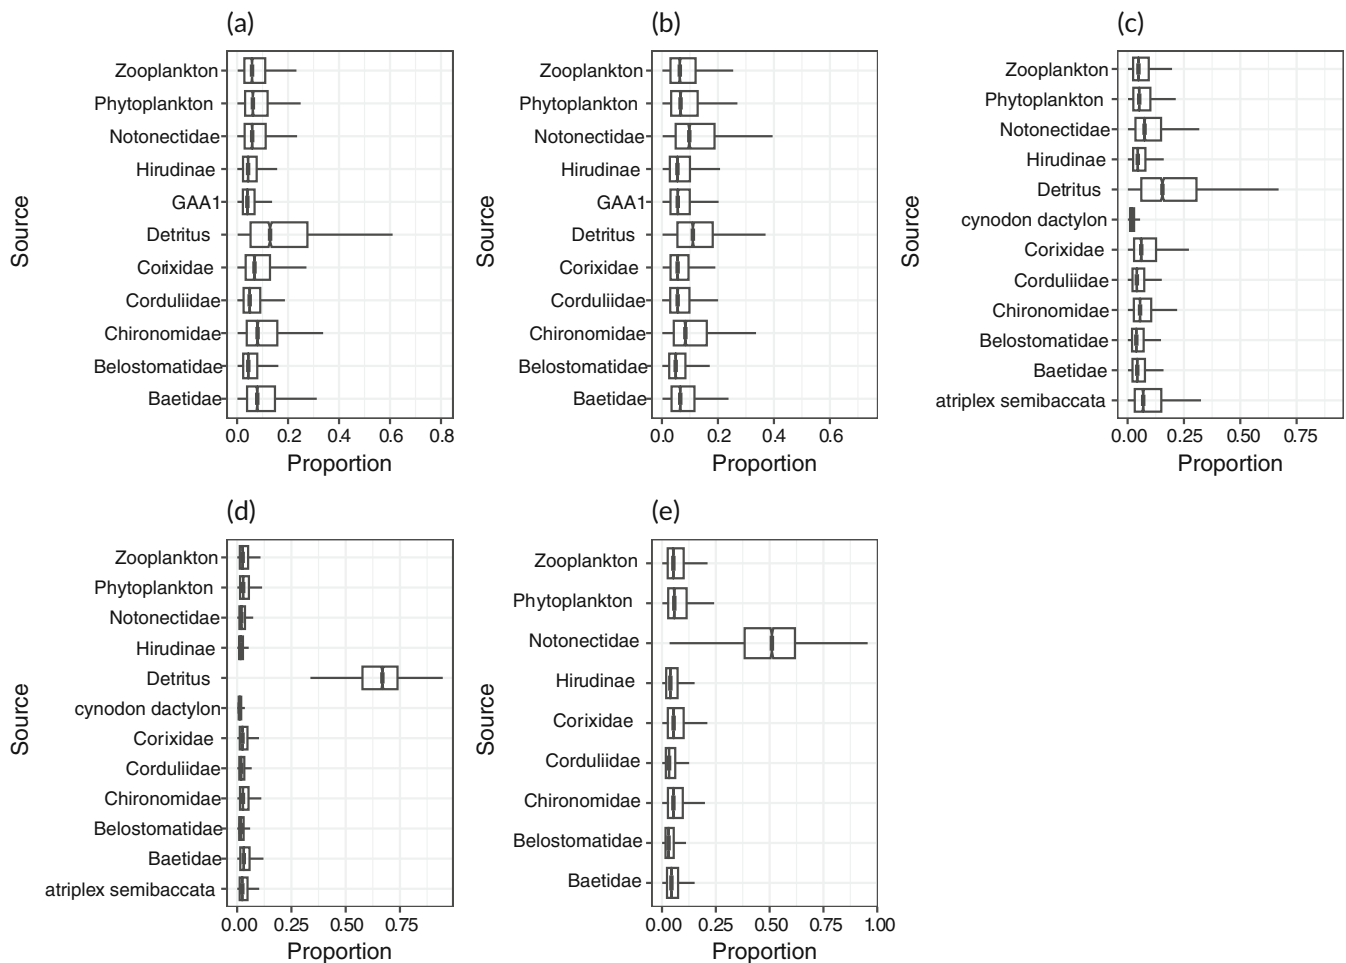 (a)
Source
Zooplankton
Phytoplankton
Notonectidae
Hirudinae
GAA1
Detritus
Corixidae
Corduliidae
Chironomidae
Belostomatidae
Baetidae
0.0 0.2 0.4 0.6 0.8
Proportion
(b)
Source
Zooplankton
Phytoplankton
Notonectidae
Hirudinae
GAA1
Detritus
Corixidae
Corduliidae
Chironomidae
Belostomatidae
Baetidae
0.0 0.2 0.4 0.6
Proportion
(c)
Source
Zooplankton
Phytoplankton
Notonectidae
Hirudinae
Detritus
cynodon dactylon
Corixidae
Corduliidae
Chironomidae
Belostomatidae
Baetidae
atriplex semibaccata
0.00 0.25 0.50 0.75
Proportion
(d)
Source
Zooplankton
Phytoplankton
Notonectidae
Hirudinae
Detritus
cynodon dactylon
Corixidae
Corduliidae
Chironomidae
Belostomatidae
Baetidae
atriplex semibaccata
0.00 0.25 0.50 0.75
Proportion
(e)
Source
Zooplankton
Phytoplankton
Notonectidae
Hirudinae
Corixidae
Corduliidae
Chironomidae
Belostomatidae
Baetidae
0.00 0.25 0.50 0.75 1.00
Proportion